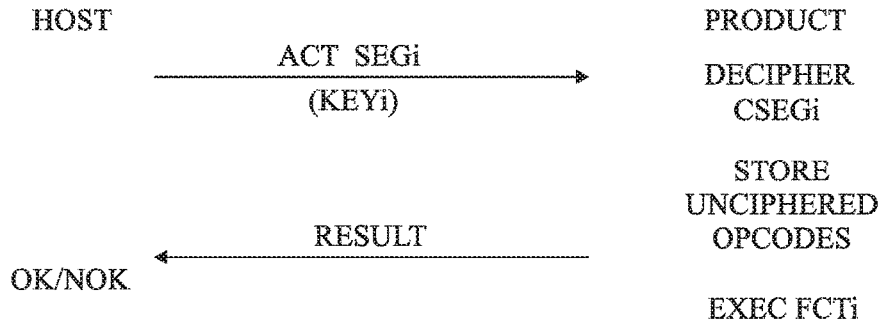 HOST
PRODUCT
ACT SEGi
(KEYi)
DECIPHER
CSEGi
STORE
UNCIPHERED
OPCODES
RESULT
OK/NOK
EXEC FCTi